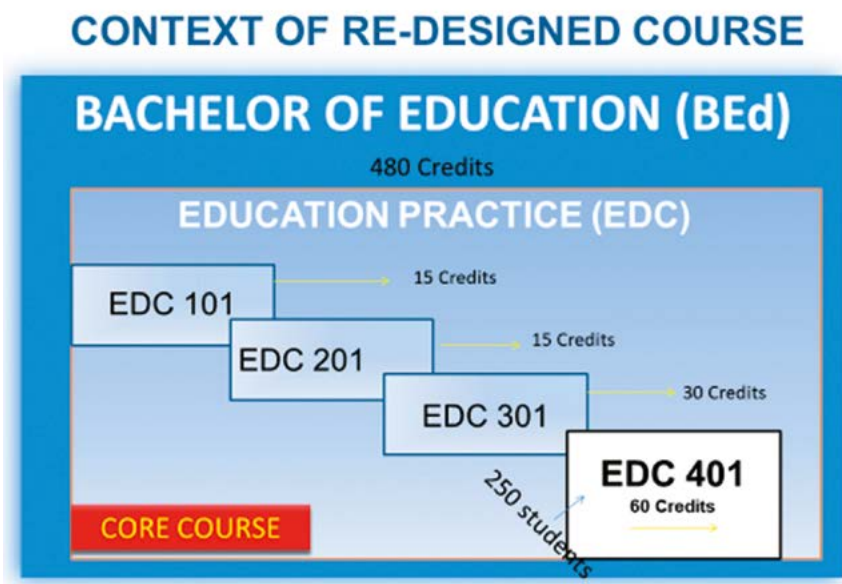 CONTEXT OF RE-DESIGNED COURSE
BACHELOR OF EDUCATION (BEd)
480 Credits
EDUCATION PRACTICE (EDC)
EDC 101
15 Credits
EDC 201
15 Credits
EDC 301
30 Credits
EDC 401
60 Credits
250 students
CORE COURSE